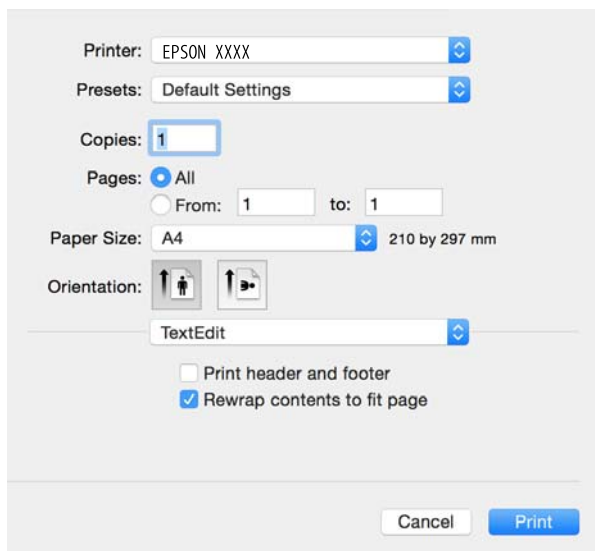 Printer: EPSON XXXX
Presets: Default Settings
Copies: 1
Pages: All
From: 1 to: 1
Paper Size: A4 210 by 297 mm
Orientation:
TextEdit
Print header and footer
Rewrap contents to fit page
Cancel Print